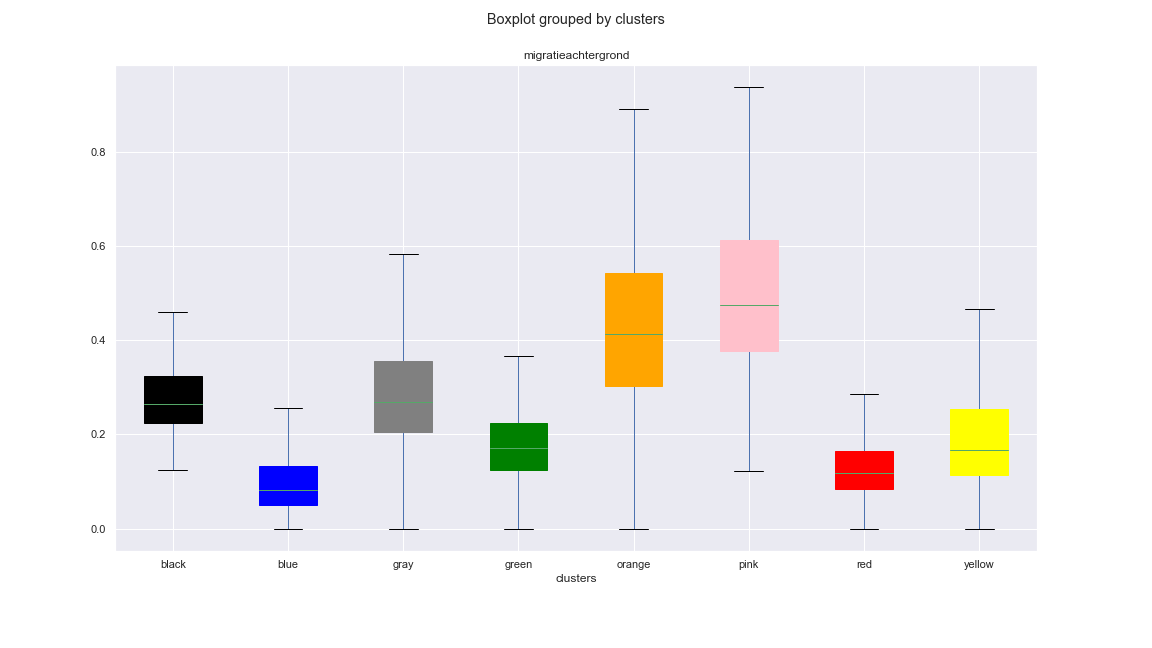 Boxplot grouped by clusters
migratieachtergrond
0.8
0.6
0.4
0.2
0.0
black blue gray green orange pink red yellow
clusters